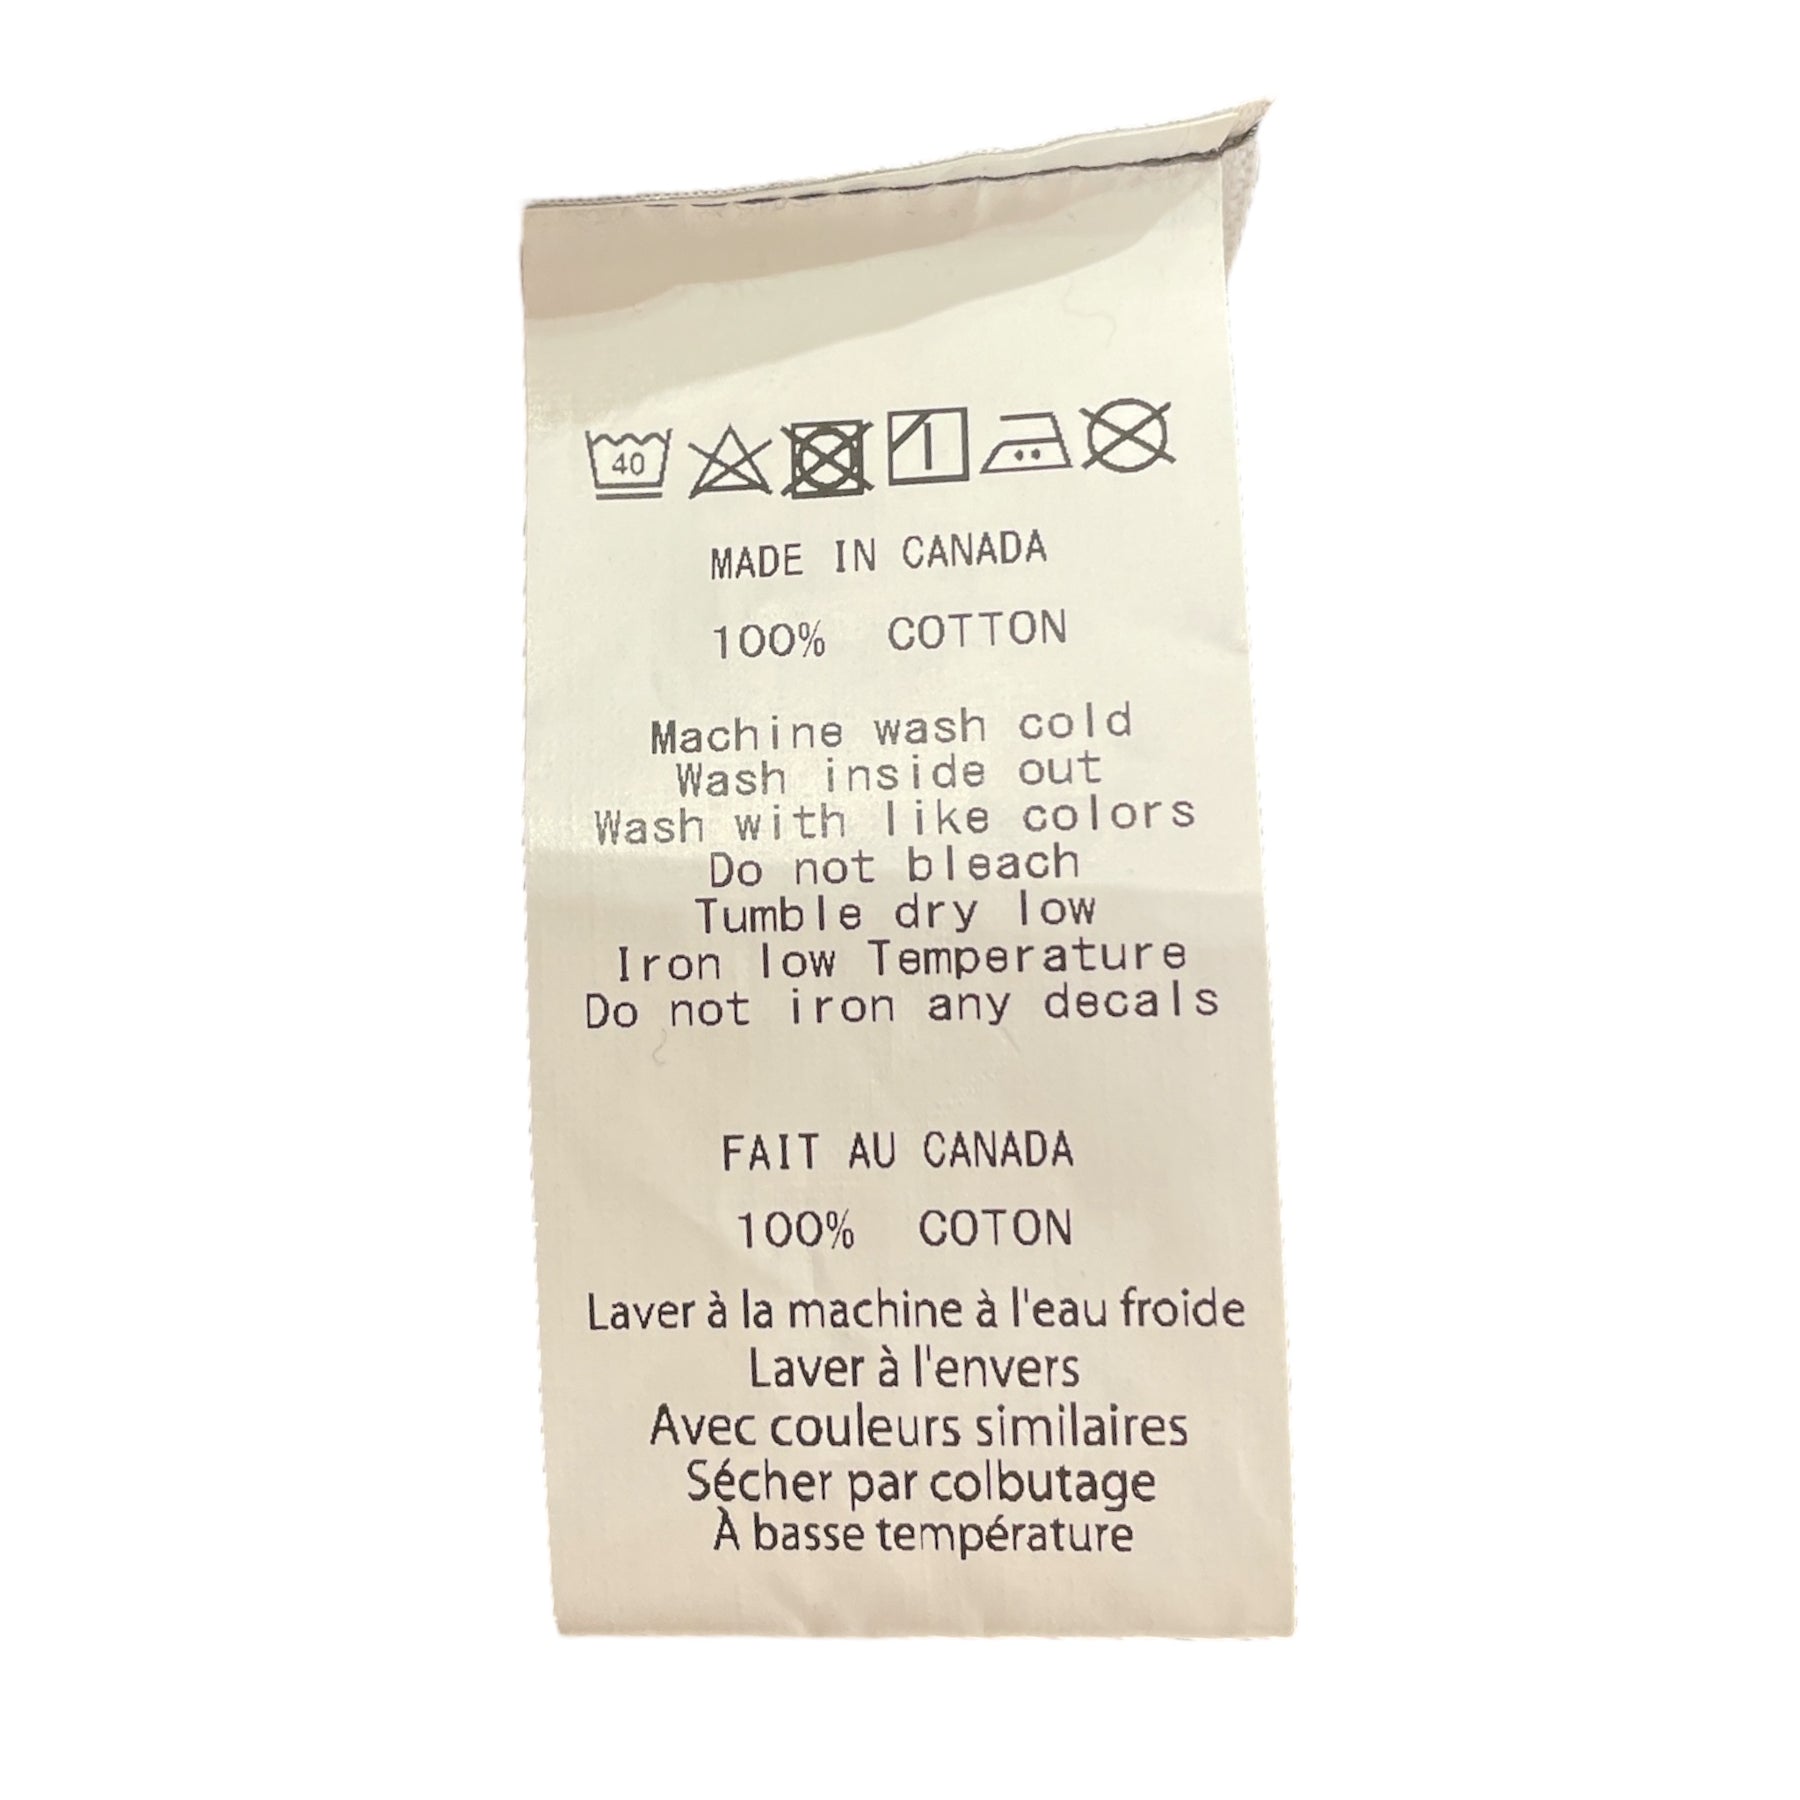 40
MADE IN CANADA
100% COTTON
Machine wash cold
Wash inside out
Wash with like colors
Do not bleach
Tumble dry low
Iron low Temperature
Do not iron any decals
FAIT AU CANADA
100% COTON
Laver à la machine à l'eau froide
Laver à l'envers
Avec couleurs similaires
Sécher par colbutage
À basse température